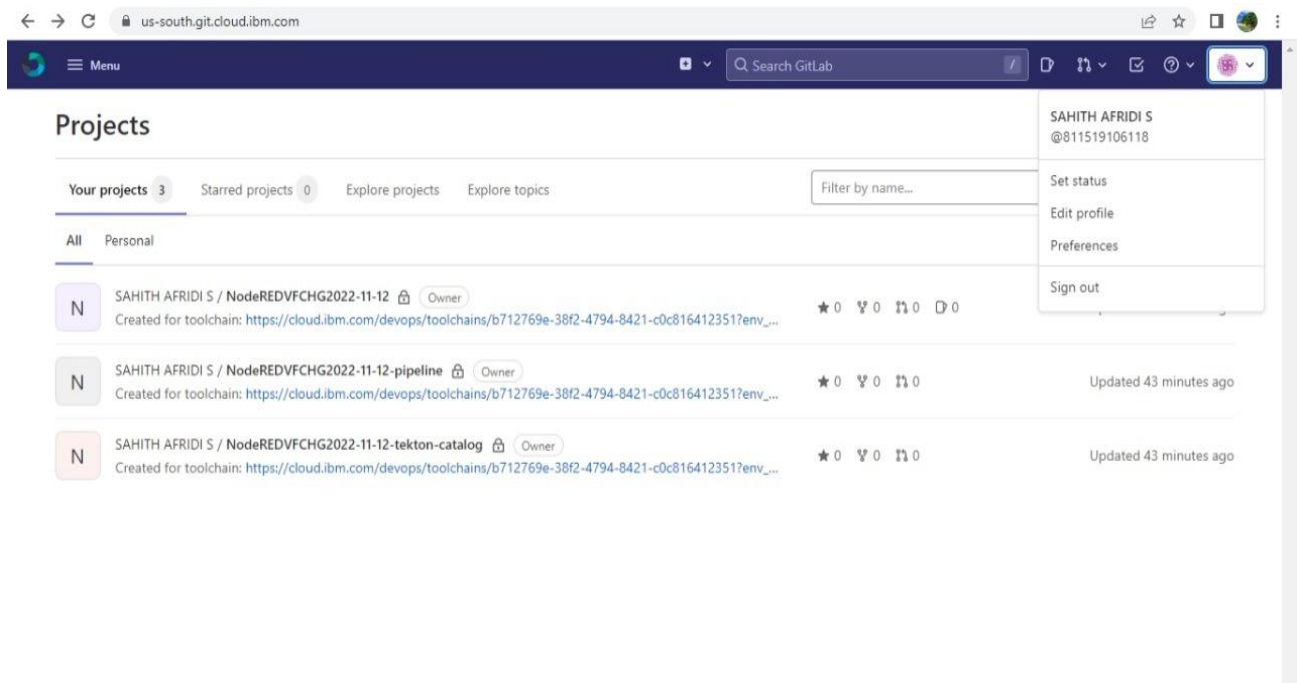 us-south.git.cloud.ibm.com
Menu
Search GitLab
/
Projects
SAHITH AFRIDI S
@811519106118
Your projects 3 Starred projects 0 Explore projects Explore topics
Filter by name...
Set status
Edit profile
All Personal
Preferences
Sign out
N
SAHITH AFRIDI S / NodeREDVFCHG2022-11-12 Owner
0 0 0 0
Created for toolchain: https://cloud.ibm.com/devops/toolchains/b712769e-38f2-4794-8421-c0c816412351?env_...
N
SAHITH AFRIDI S / NodeREDVFCHG2022-11-12-pipeline Owner
0 0 0
Updated 43 minutes ago
Created for toolchain: https://cloud.ibm.com/devops/toolchains/b712769e-38f2-4794-8421-c0c816412351?env_...
N
SAHITH AFRIDI S / NodeREDVFCHG2022-11-12-tekton-catalog Owner
0 0 0
Updated 43 minutes ago
Created for toolchain: https://cloud.ibm.com/devops/toolchains/b712769e-38f2-4794-8421-c0c816412351?env_...